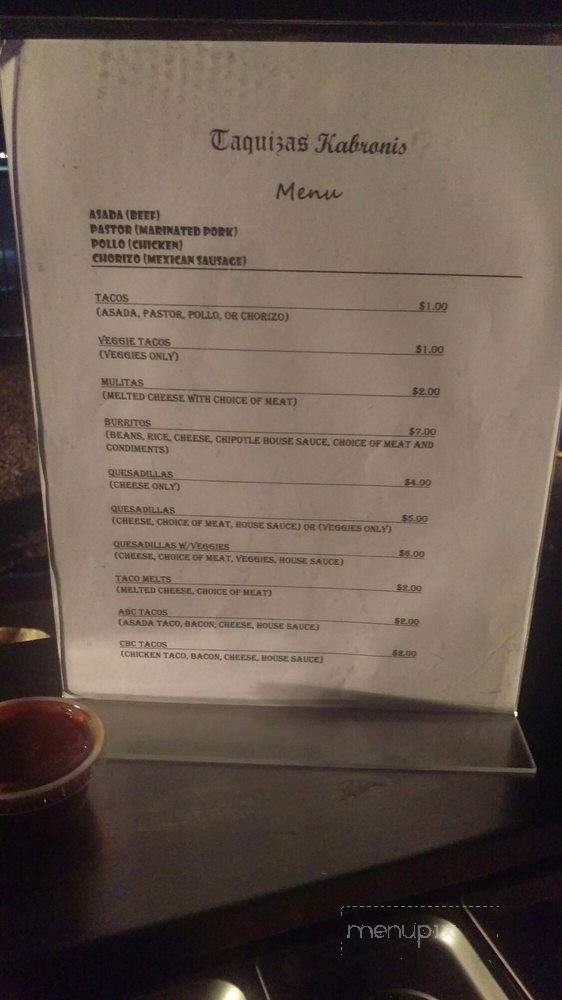 Taquizas Kabronis
Menu
ASADA (BEEF)
PASTOR (MARINATED PORK)
POLLO (CHICKEN)
CHORIZO (MEXICAN SAUSAGE)
TACOS $1.00
(ASADA, PASTOR, POLLO, OR CHORIZO)
VEGGIE TACOS $1.00
(VEGGIES ONLY)
MULITAS $2.00
(MELTED CHEESE WITH CHOICE OF MEAT)
BURRITOS $7.00
(BEANS, RICE, CHEESE, CHIPOTLE HOUSE SAUCE, CHOICE OF MEAT AND
CONDIMENTS)
QUESADILLAS $4.00
(CHEESE ONLY)
QUESADILLAS $5.00
(CHEESE, CHOICE OF MEAT, HOUSE SAUCE) OR (VEGGIES ONLY)
QUESADILLAS W/VEGGIES $6.00
(CHEESE, CHOICE OF MEAT, VEGGIES, HOUSE SAUCE)
TACO MELTS $2.00
(MELTED CHEESE, CHOICE OF MEAT)
ABC TACOS $2.00
(ASADA TACO, BACON, CHEESE, HOUSE SAUCE)
CBC TACOS $2.00
(CHICKEN TACO, BACON, CHEESE, HOUSE SAUCE)